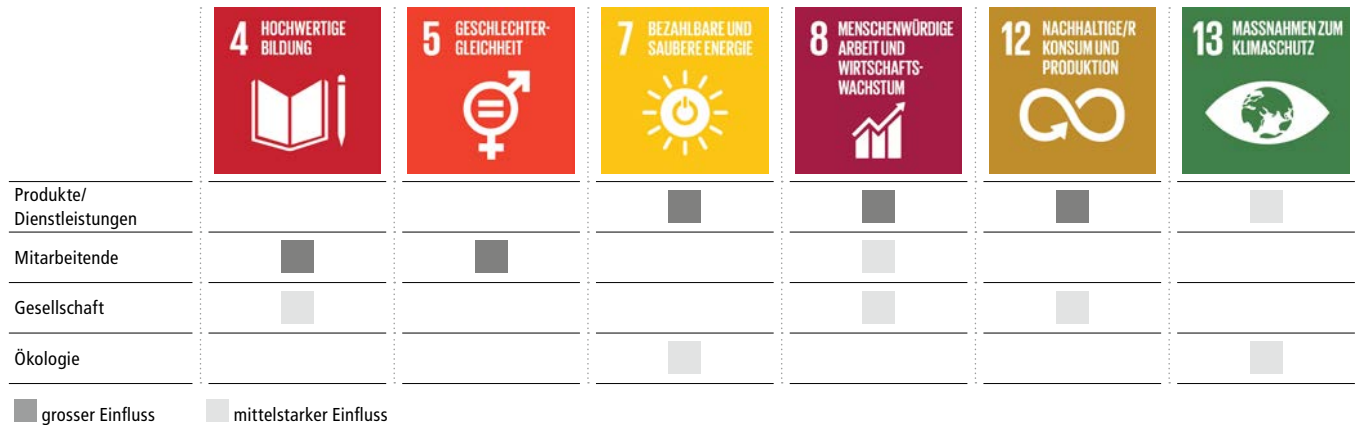 4 HOCHWERTIGE
BILDUNG
5 GESCHLECHTER-
GLEICHHEIT
7 BEZAHLBARE UND
SAUBERE ENERGIE
8 MENSCHENWÜRDIGE
ARBEIT UND
WIRTSCHAFTS-
WACHSTUM
12 NACHHALTIGE/R
KONSUM UND
PRODUKTION
13 MASSNAHMEN ZUM
KLIMASCHUTZ
Produkte/
Dienstleistungen
Mitarbeitende
Gesellschaft
Ökologie
grosser Einfluss
mittelstarker Einfluss